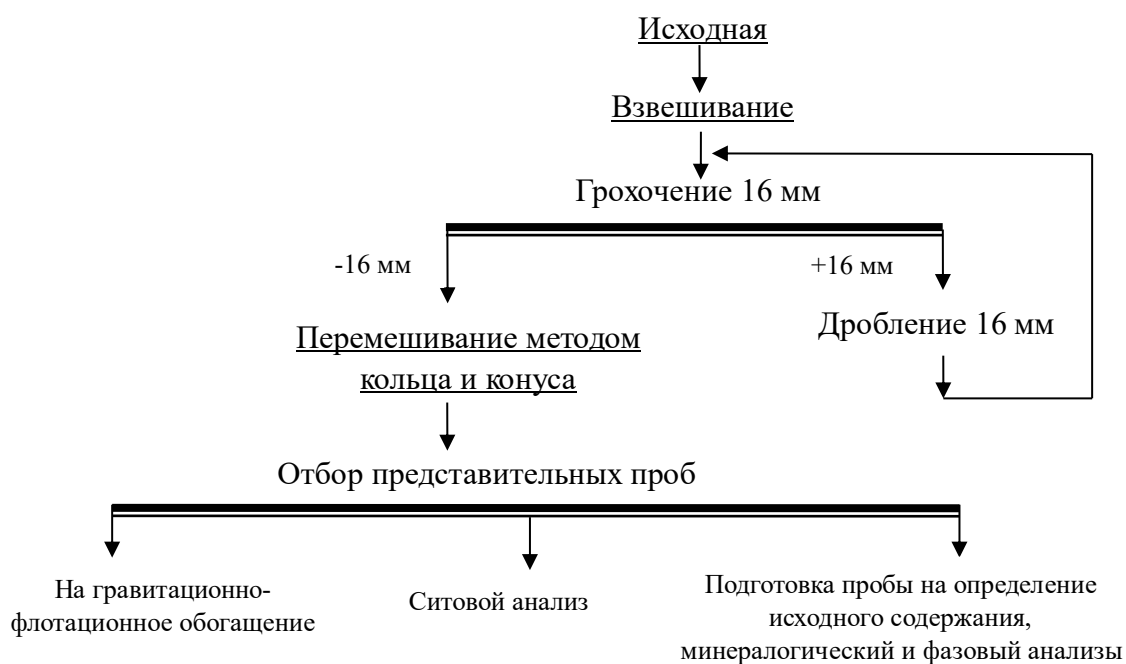 Исходная
Взвешивание
Грохочение 16 мм
-16 мм
+16 мм
Дробление 16 мм
Перемешивание методом
кольца и конуса
Отбор представительных проб
На гравитационно-
флотационное обогащение
Ситовой анализ
Подготовка пробы на определение
исходного содержания,
минералогический и фазовый анализы